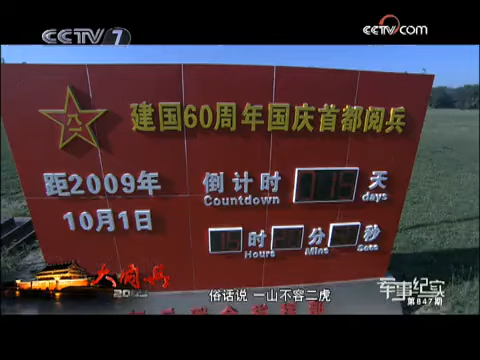 CCTV 7
CCTV.com
建国60周年国庆首都阅兵
距2009年
10月1日
倒计时
Countdown
天
days
时
Hours
分
Mins
秒
Secs
大阅兵
俗话说 一山不容二虎
军事纪实
第847期